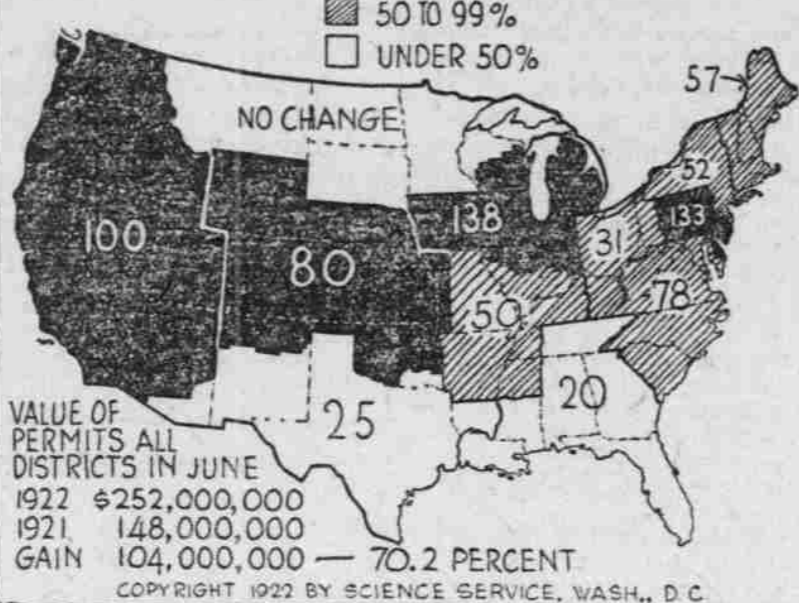 50 TO 99%
UNDER 50%
57
NO CHANGE
52
100
138
133
31
80
78
50
20
25
VALUE OF
PERMITS ALL
DISTRICTS IN JUNE
1922 $252,000,000
1921 148,000,000
GAIN 104,000,000 — 70.2 PERCENT
COPYRIGHT 1922 BY SCIENCE SERVICE, WASH., D C